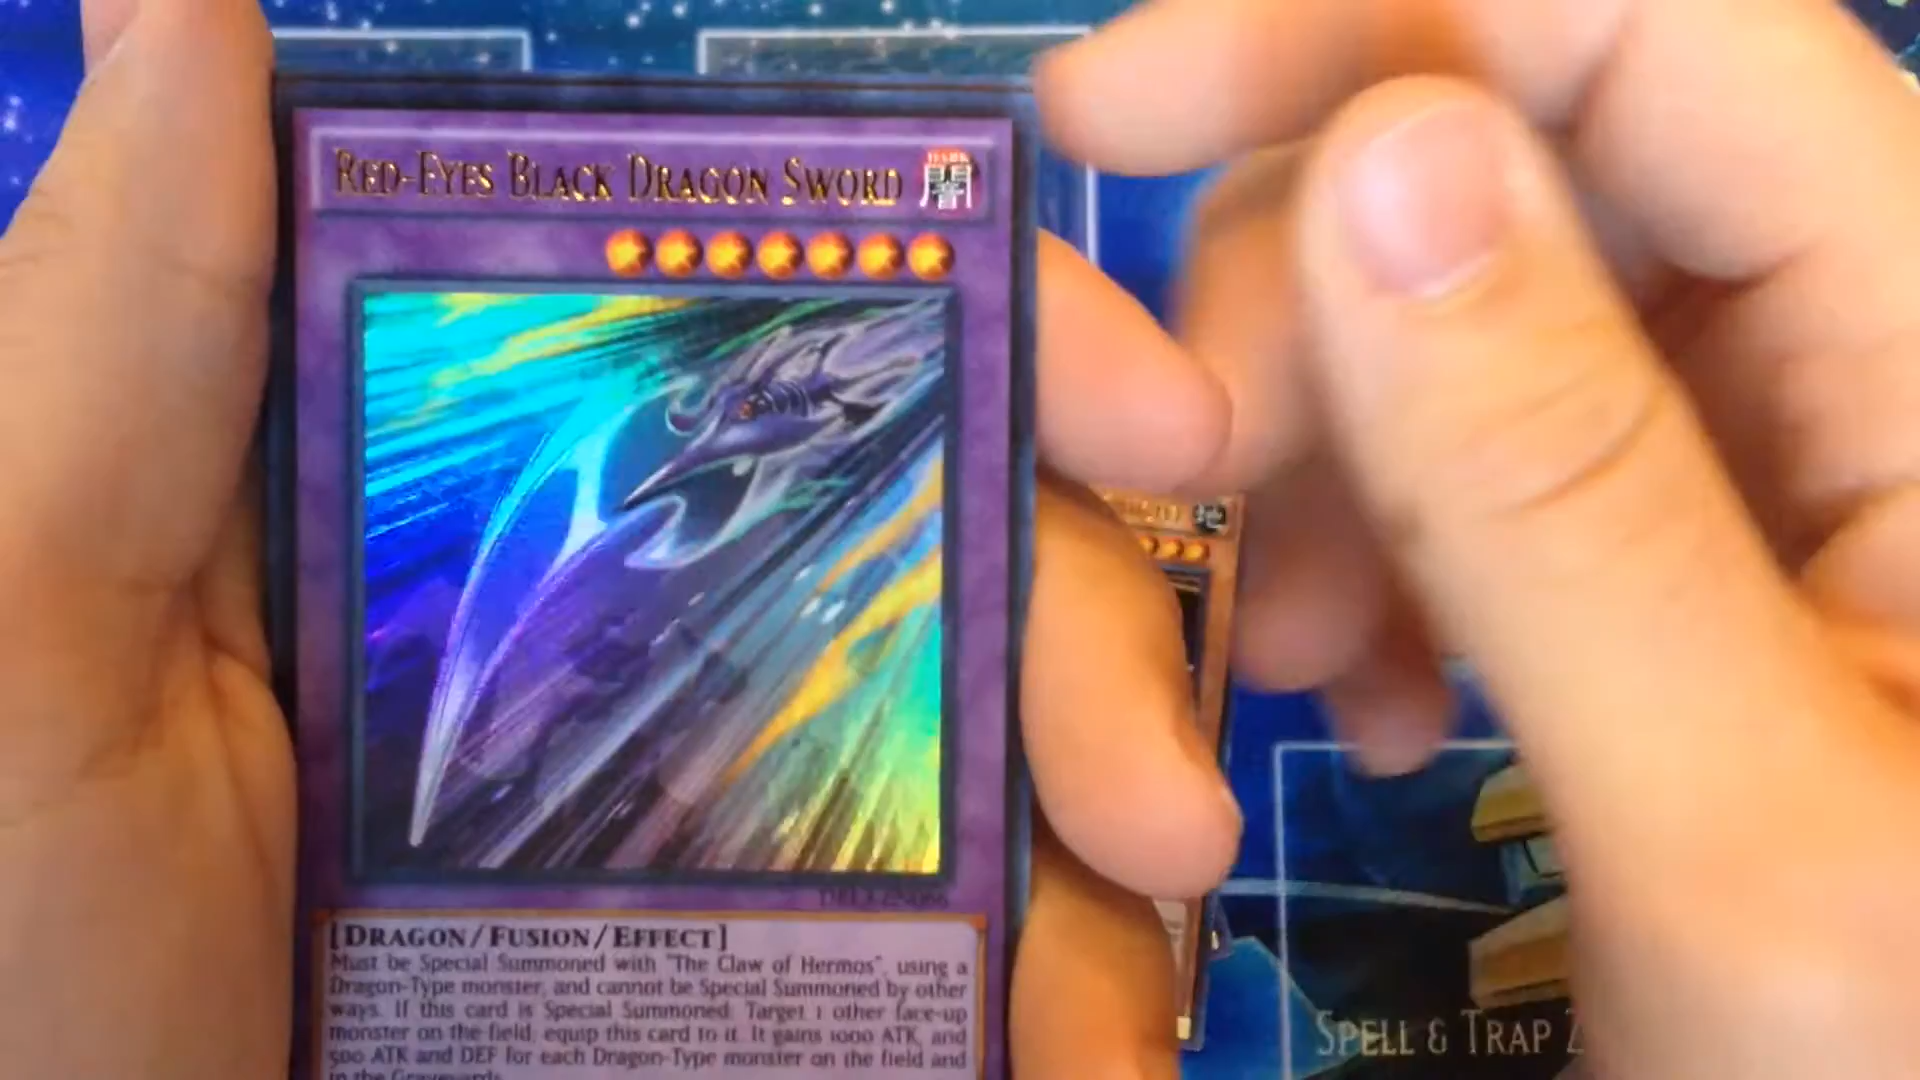 RED-EYES BLACK DRAGON SWORD
DARK
[DRAGON/FUSION/EFFECT]
Must be Special Summoned with "The Claw of Hermos", using a
Dragon-Type monster, and cannot be Special Summoned by other
ways. If this card is Special Summoned: Target 1 other face-up
monster on the field; equip this card to it. It gains 1000 ATK, and
500 ATK and DEF for each Dragon-Type monster on the field and
in the Graveyards.
SPELL & TRAP Z